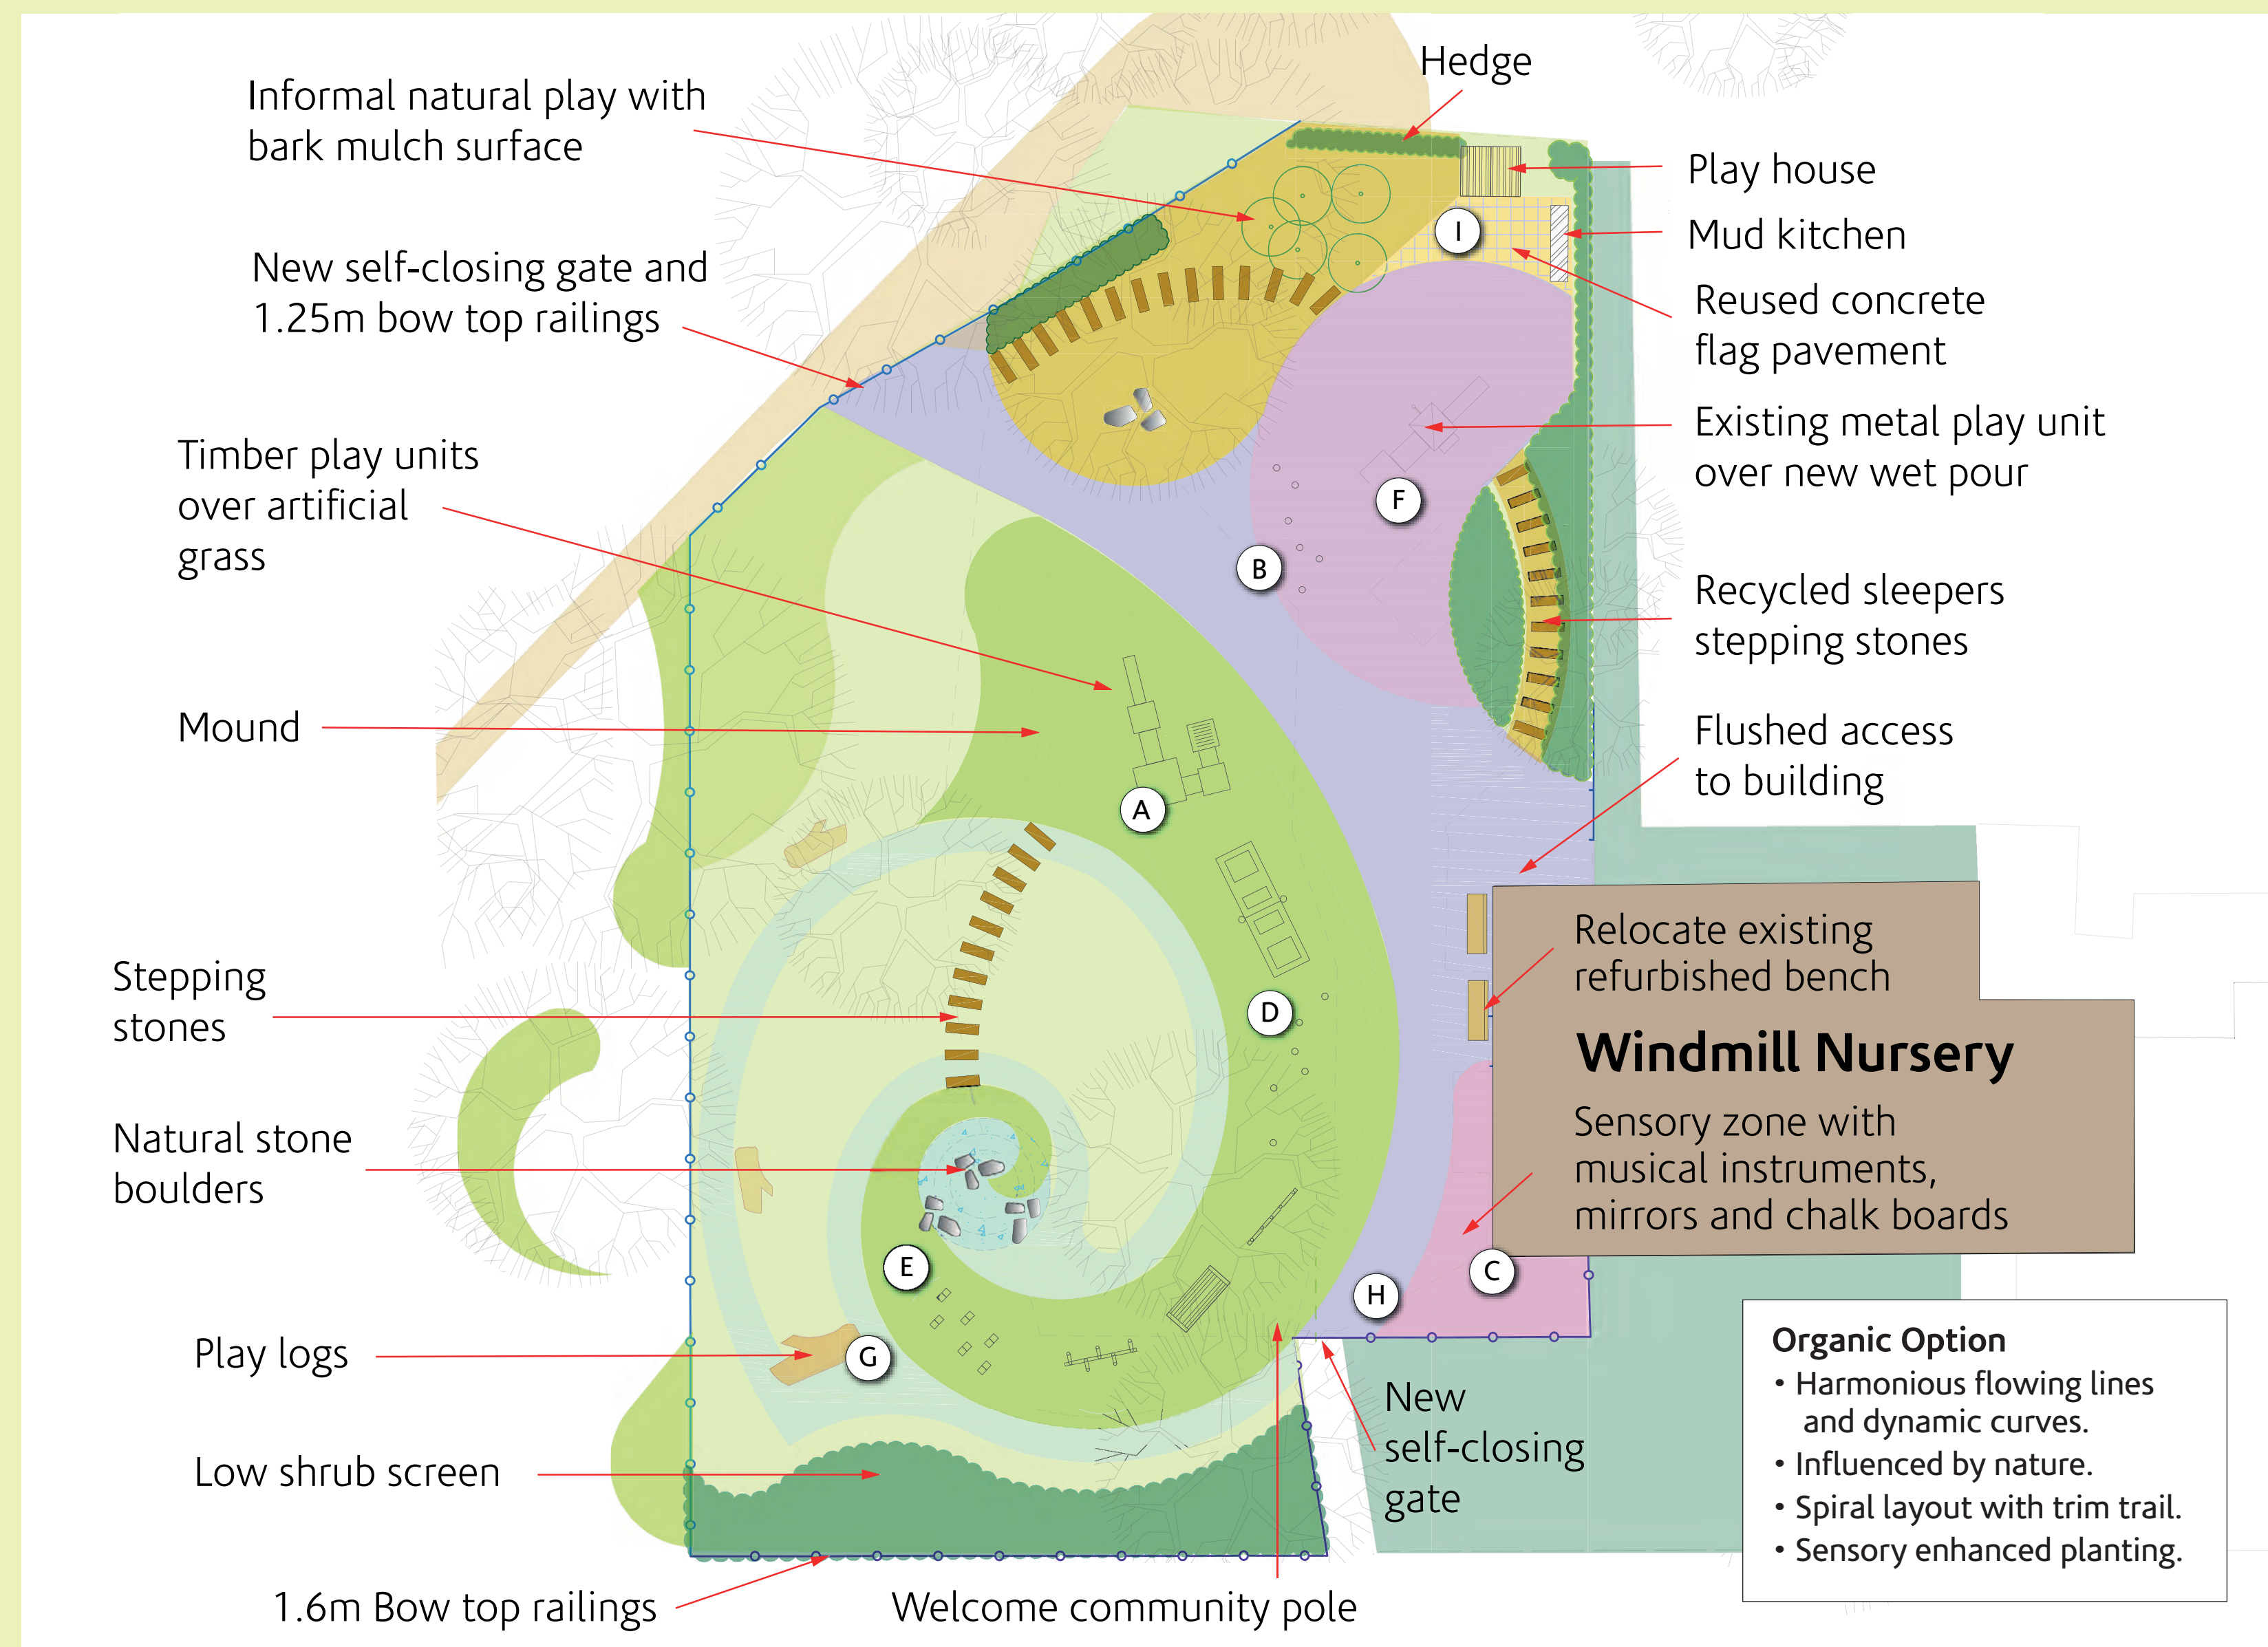 Hedge
Informal natural play with
bark mulch surface
Play house
Mud kitchen
New self-closing gate and
1.25m bow top railings
Reused concrete
flag pavement
I
Existing metal play unit
over new wet pour
Timber play units
over artificial
grass
F
B
Recycled sleepers
stepping stones
Mound
Flushed access
to building
A
Relocate existing
refurbished bench
Stepping
stones
D
Windmill Nursery
Natural stone
boulders
Sensory zone with
musical instruments,
mirrors and chalk boards
E
C
H
Play logs
G
New
self-closing
gate
Low shrub screen
1.6m Bow top railings
Welcome community pole
Organic Option
• Harmonious flowing lines
and dynamic curves.
• Influenced by nature.
• Spiral layout with trim trail.
• Sensory enhanced planting.